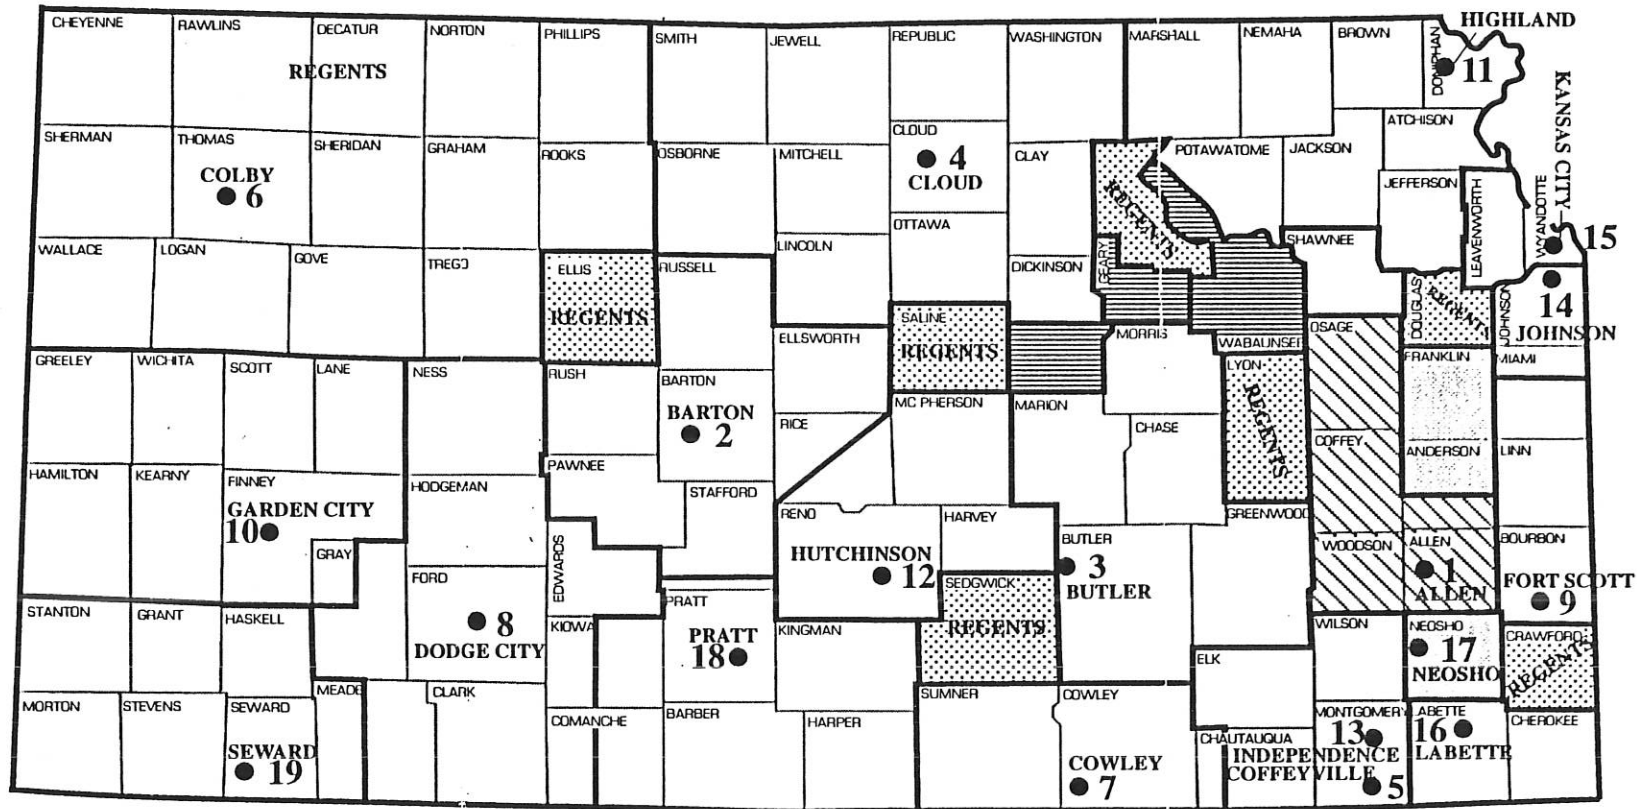 HIGHLAND
CHEYENNE
RAWLINS
DECATUR
NORTON
PHILLIPS
SMITH
JEWELL
REPUBLIC
WASHINGTON
MARSHALL
NEMAHA
BROWN
DONIPHAN
11
REGENTS
KANSAS CITY
SHERMAN
THOMAS
SHERIDAN
GRAHAM
ROOKS
OSBORNE
MITCHELL
CLOUD
4
CLOUD
CLAY
POTAWATOME
JACKSON
ATCHISON
COLBY
6
REGENTS
JEFFERSON
LEAVENWORTH
WYANDOTTE
15
WALLACE
LOGAN
GOVE
TREGO
ELLIS
REGENTS
RUSSELL
LINCOLN
OTTAWA
DICKINSON
GEARY
SHAWNEE
DOUGLAS
REGENTS
JOHNSON
14
JOHNSON
SALINE
REGENTS
ELLSWORTH
MORRIS
WABAUNSEE
OSAGE
FRANKLIN
MIAMI
GREELEY
WICHITA
SCOTT
LANE
NESS
RUSH
BARTON
BARTON
2
RICE
MC PHERSON
MARION
CHASE
LYON
REGENTS
COFFEY
ANDERSON
LINN
HAMILTON
KEARNY
FINNEY
GARDEN CITY
10
HODGEMAN
PAWNEE
STAFFORD
RENO
HARVEY
GREENWOOD
GRAY
FORD
EDWARDS
HUTCHINSON
12
BUTLER
3
BUTLER
WOODSON
ALLEN
1
ALLEN
BOURBON
FORT SCOTT
9
SEDGWICK
REGENTS
STANTON
GRANT
HASKELL
8
DODGE CITY
KIOWA
PRATT
PRATT
18
KINGMAN
WILSON
NEOSHO
17
NEOSHO
CRAWFORD
REGENTS
ELK
MORTON
STEVENS
SEWARD
MEADE
CLARK
COMANCHE
BARBER
HARPER
SUMNER
COWLEY
CHAUTAUQUA
MONTGOMERY
13
INDEPENDENCE
COFFEYVILLE
5
LABETTE
16
LABETTE
CHEROKEE
SEWARD
19
COWLEY
7